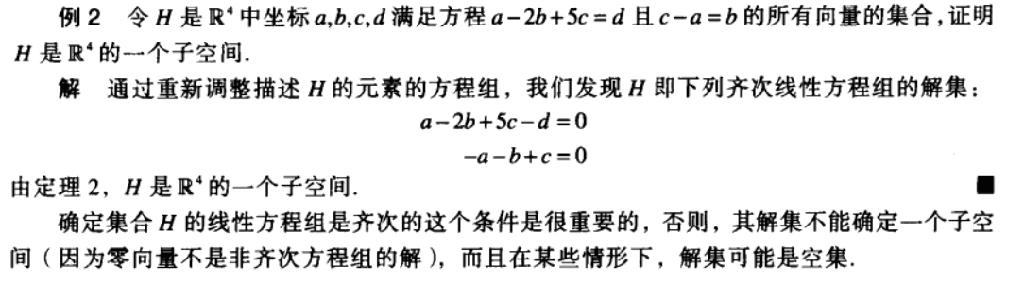 例 2 令 H 是 ℝ⁴ 中坐标 a,b,c,d 满足方程 a−2b+5c=d 且 c−a=b 的所有向量的集合,证明
H 是 ℝ⁴ 的一个子空间.
解 通过重新调整描述 H 的元素的方程组，我们发现 H 即下列齐次线性方程组的解集：
a−2b+5c−d=0
−a−b+c=0
由定理 2，H 是 ℝ⁴ 的一个子空间. ■
确定集合 H 的线性方程组是齐次的这个条件是很重要的，否则，其解集不能确定一个子空
间（因为零向量不是非齐次方程组的解），而且在某些情形下，解集可能是空集.